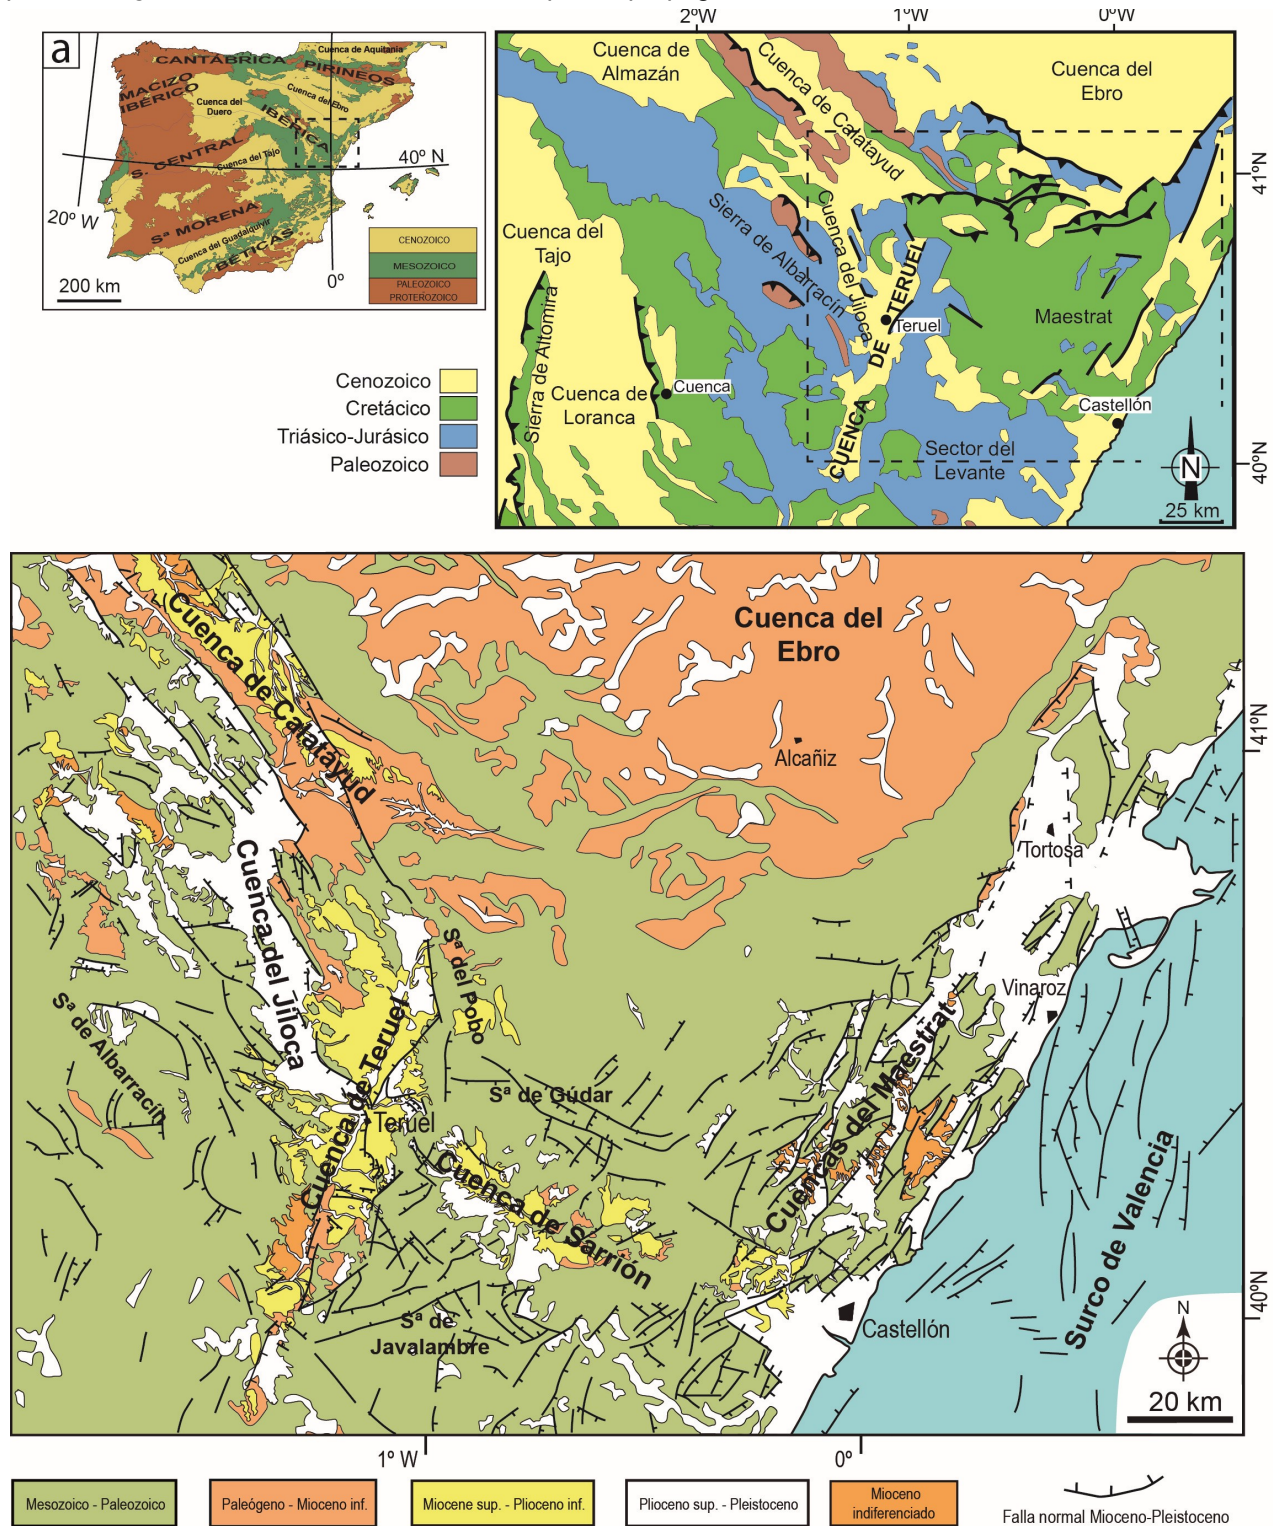 a
Cuenca de Aquitania
CANTÁBRICA
PIRINEOS
MACIZO
IBÉRICO
Cuenca del
Duero
Cuenca del Ebro
IBÉRICA
S. CENTRAL
Cuenca del Tajo
40º N
20º W
Sª MORENA
Cuenca del Guadalquivir
BÉTICAS
0º
200 km
CENOZOICO
MESOZOICO
PALEOZOICO
PROTEROZOICO
Cenozoico
Cretácico
Triásico-Jurásico
Paleozoico
2ºW
1ºW
0ºW
Cuenca de
Almazán
Cuenca de Calatayud
Cuenca del
Ebro
41ºN
Cuenca del
Tajo
Sierra de Albarracín
Cuenca del Jiloca
CUENCA DE TERUEL
Teruel
Maestrat
Sierra de Altomira
Cuenca de
Loranca
Cuenca
Castellón
Sector del
Levante
N
40ºN
25 km
Cuenca del
Ebro
Cuenca de Calatayud
Alcañiz
41ºN
Tortosa
Cuenca del Jiloca
Sª del Pobo
Vinaroz
Sª de Albarracín
Cuenca de Teruel
Sª de Gúdar
Teruel
Cuencas del Maestrat
Cuenca de Sarrión
Surco de Valencia
Sª de
Javalambre
Castellón
40ºN
N
20 km
1º W
0º
Mesozoico - Paleozoico
Paleógeno - Mioceno inf.
Miocene sup. - Plioceno inf.
Plioceno sup. - Pleistoceno
Mioceno
indiferenciado
Falla normal Mioceno-Pleistoceno